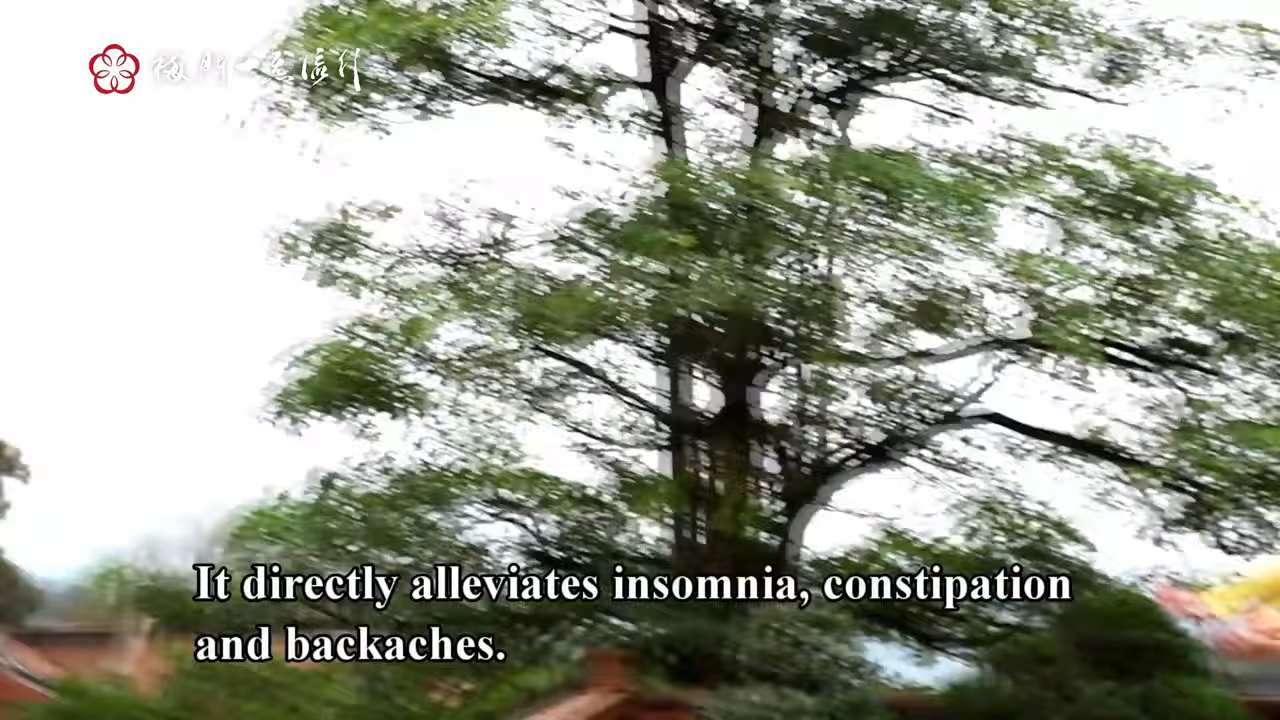 It directly alleviates insomnia, constipation
and backaches.